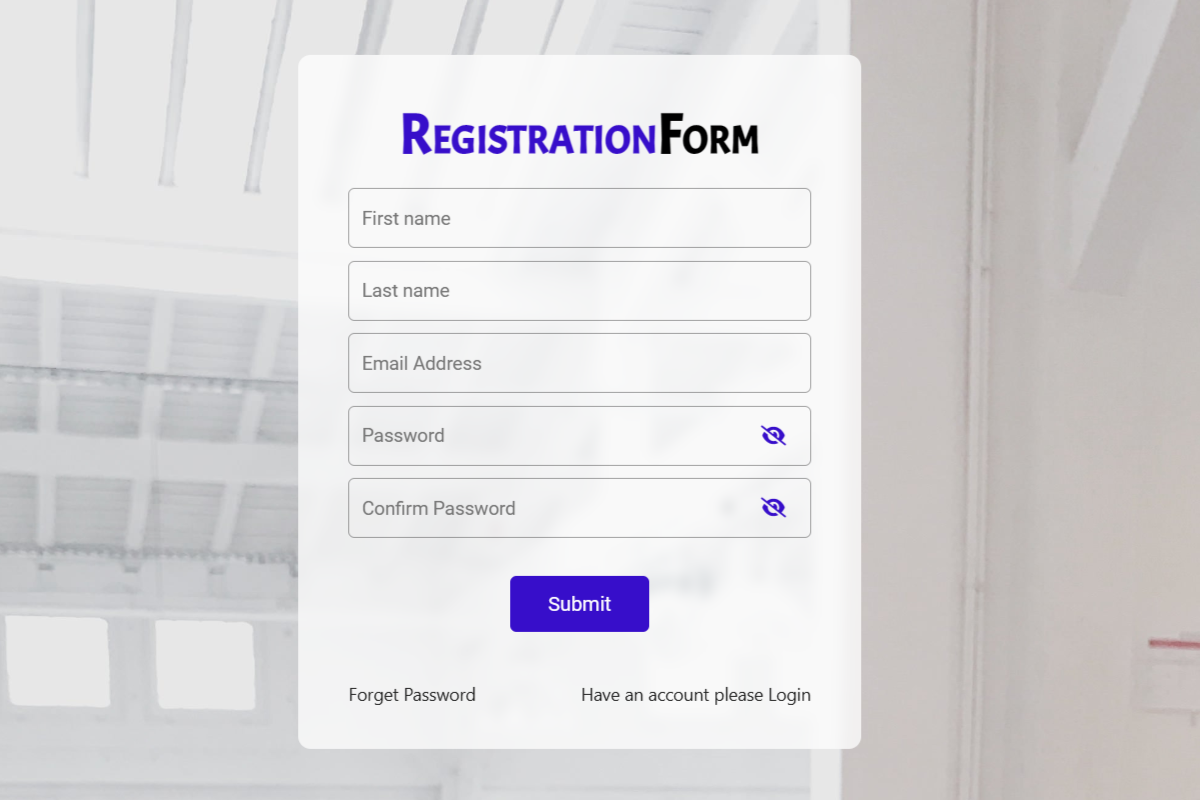 RegistrationForm
First name
Last name
Email Address
Password
Confirm Password
Submit
Forget Password
Have an account please Login